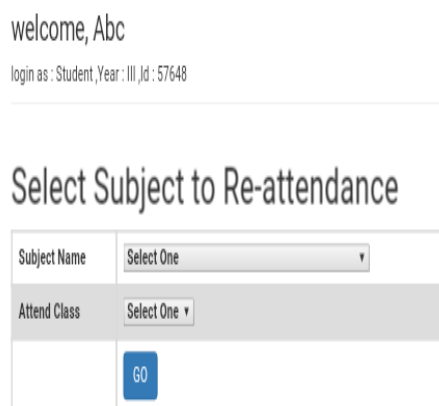 welcome, Abc
login as : Student ,Year : III ,Id : 57648
Select Subject to Re-attendance
Subject Name Select One
Attend Class Select One
GO